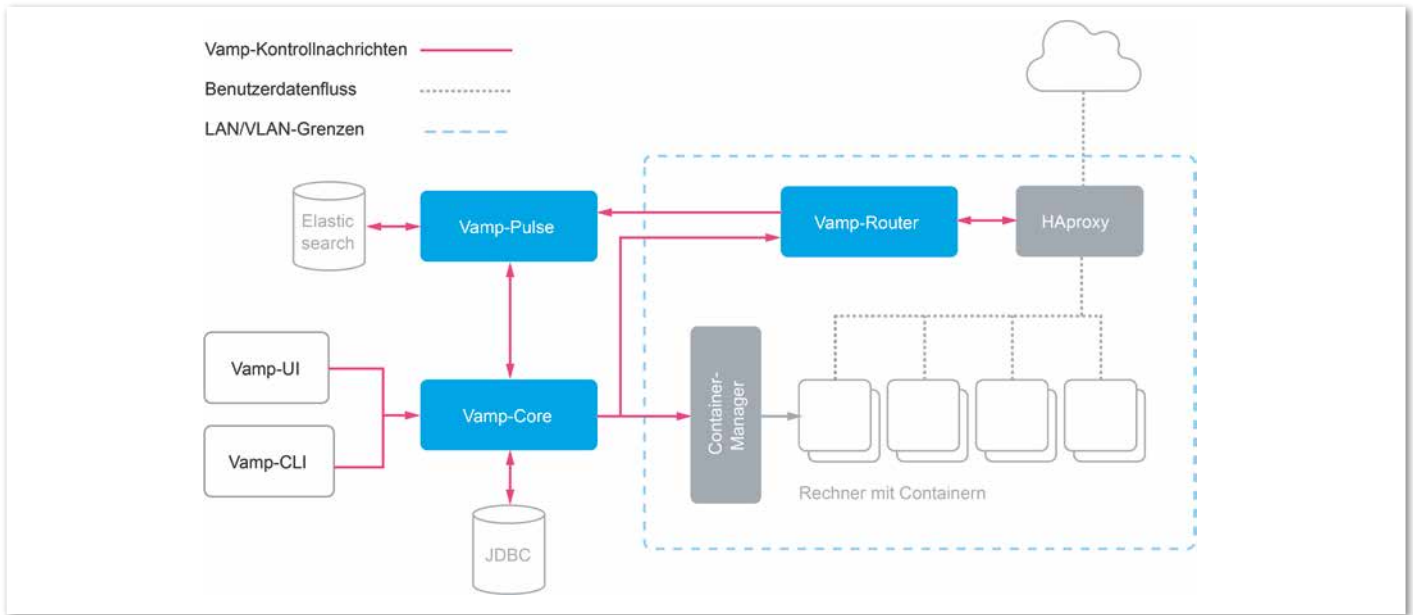 Vamp-Kontrollnachrichten
Benutzerdatenfluss
LAN/VLAN-Grenzen
Elastic
search
Vamp-Pulse
Vamp-Router
HAproxy
Vamp-UI
Vamp-CLI
Vamp-Core
Container-
Manager
Rechner mit Containern
JDBC